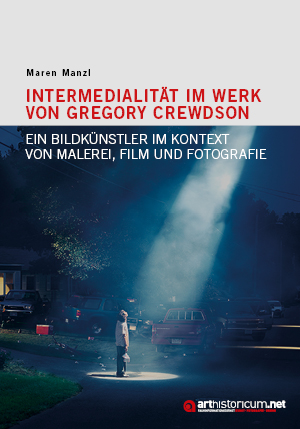 Maren Manzl
INTERMEDIALITÄT IM WERK
VON GREGORY CREWDSON
EIN BILDKÜNSTLER IM KONTEXT
VON MALEREI, FILM UND FOTOGRAFIE
arthistoricum.net